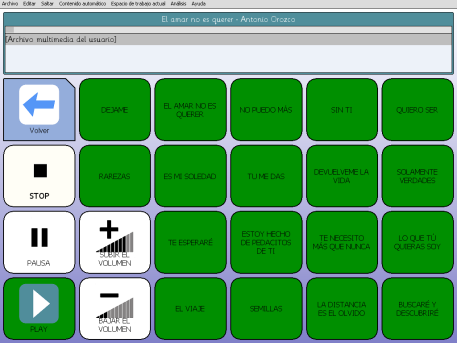 Archivo Editar Saltar Contenido automático Espacio de trabajo actual Análisis Ayuda
El amar no es querer - Antonio Orozco
[Archivo multimedia del usuario]
Volver
DEJAME
EL AMAR NO ES
QUERER
NO PUEDO MÁS
SIN TI
QUIERO SER
STOP
RAREZAS
ES MI SOLEDAD
TU ME DAS
DEVUELVEME LA
VIDA
SOLAMENTE
VERDADES
PAUSA
SUBIR EL
VOLUMEN
TE ESPERARÉ
ESTOY HECHO
DE PEDACITOS
DE TI
TE NECESITO
MÁS QUE NUNCA
LO QUE TÚ
QUIERAS SOY
PLAY
BAJAR EL
VOLUMEN
EL VIAJE
SEMILLAS
LA DISTANCIA
ES EL OLVIDO
BUSCARÉ Y
DESCUBRIRÉ